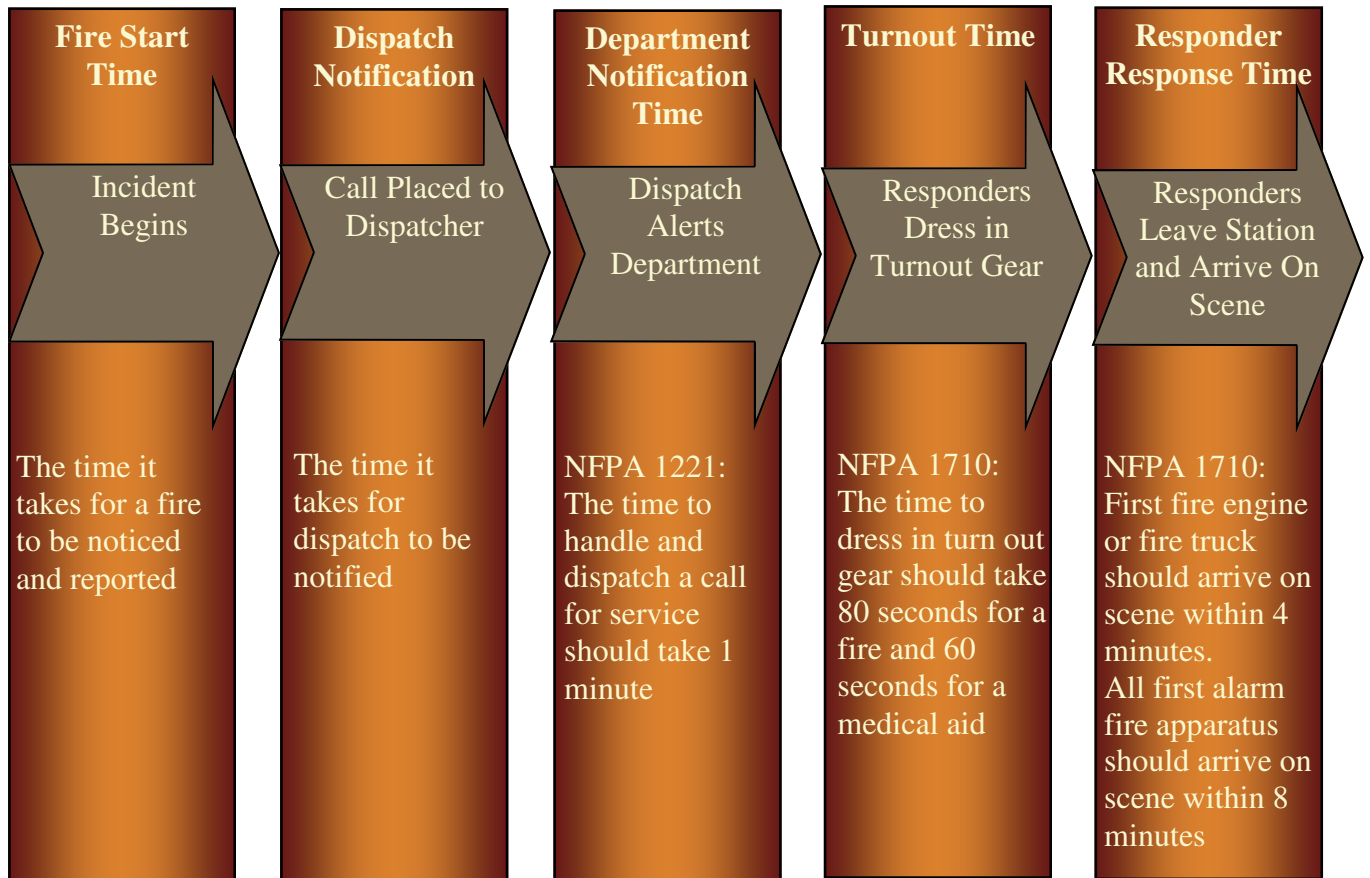 Fire Start
Time
Incident
Begins
The time it
takes for a fire
to be noticed
and reported
Dispatch
Notification
Call Placed to
Dispatcher
The time it
takes for
dispatch to be
notified
Department
Notification
Time
Dispatch
Alerts
Department
NFPA 1221:
The time to
handle and
dispatch a call
for service
should take 1
minute
Turnout Time
Responders
Dress in
Turnout Gear
NFPA 1710:
The time to
dress in turn out
gear should take
80 seconds for a
fire and 60
seconds for a
medical aid
Responder
Response Time
Responders
Leave Station
and Arrive On
Scene
NFPA 1710:
First fire engine
or fire truck
should arrive on
scene within 4
minutes.
All first alarm
fire apparatus
should arrive on
scene within 8
minutes